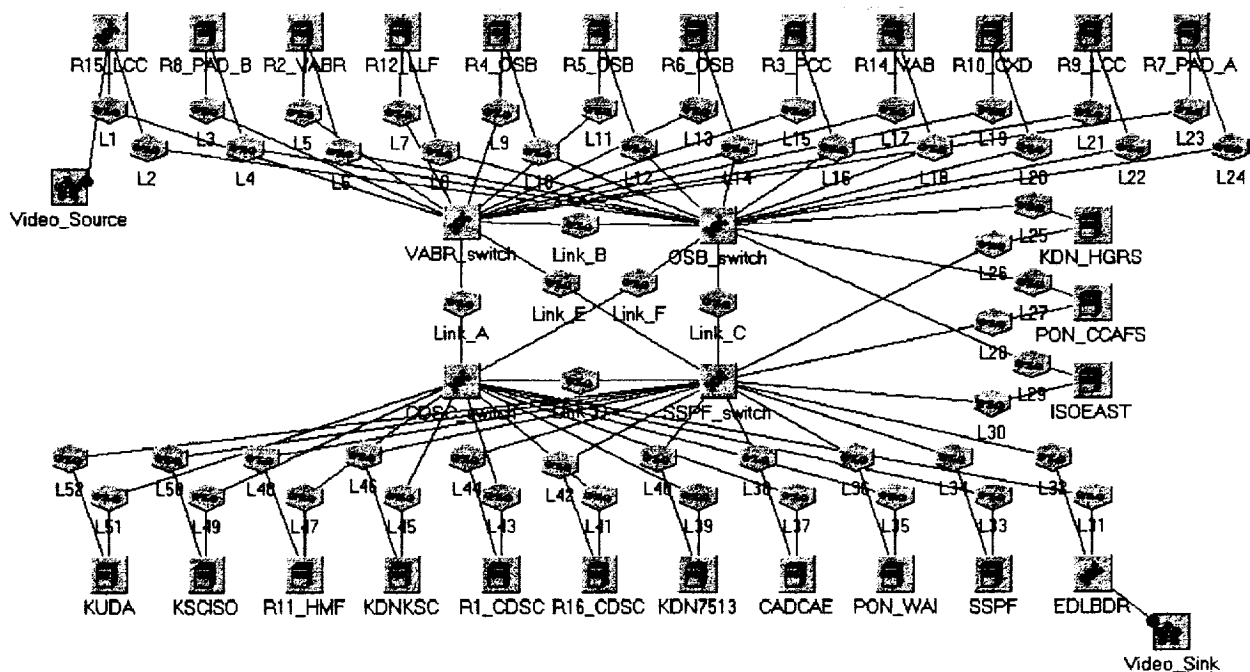 R15_LCC R8_PAD_B R2_VABR R12_LLF R4_OSB R5_OSB R6_OSB R3_PCC R14_VAB R10_CXD R9_LCC R7_PAD_A
L1 L3 L5 L7 L9 L11 L13 L15 L17 L19 L21 L23
L2 L4 L6 L8 L10 L12 L14 L16 L18 L20 L22 L24
Video_Source
VABR_switch Link_B OSB_switch L25 KDN_HGRS
L26
Link_A Link_E Link_F Link_C L27 PON_CCAFS
L28
CDSC_switch Link_D SSPF_switch L29 ISOEAST
L30
L52 L50 L48 L46 L44 L42 L40 L38 L36 L34 L32
L51 L49 L47 L45 L43 L41 L39 L37 L35 L33 L31
KUDA KSCISO R11_HMF KDNKSC R1_CDSC R16_CDSC KDN7513 CADCAE PON_WAI SSPF EDLBDR
Video_Sink